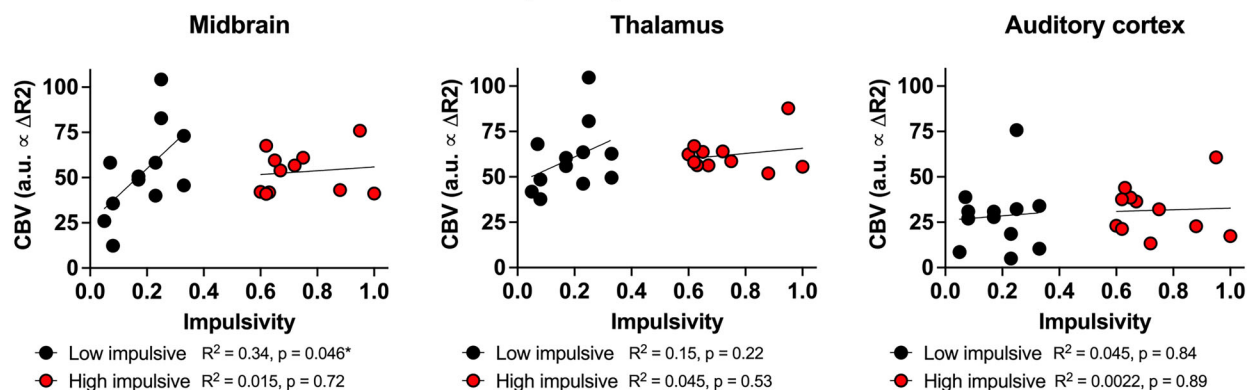 Midbrain
CBV (a.u. ∝ ΔR2)
100
75
50
25
0
0.0 0.2 0.4 0.6 0.8 1.0
Impulsivity
Low impulsive R² = 0.34, p = 0.046*
High impulsive R² = 0.015, p = 0.72
Thalamus
CBV (a.u. ∝ ΔR2)
100
75
50
25
0
0.0 0.2 0.4 0.6 0.8 1.0
Impulsivity
Low impulsive R² = 0.15, p = 0.22
High impulsive R² = 0.045, p = 0.53
Auditory cortex
CBV (a.u. ∝ ΔR2)
100
75
50
25
0
0.0 0.2 0.4 0.6 0.8 1.0
Impulsivity
Low impulsive R² = 0.045, p = 0.84
High impulsive R² = 0.0022, p = 0.89